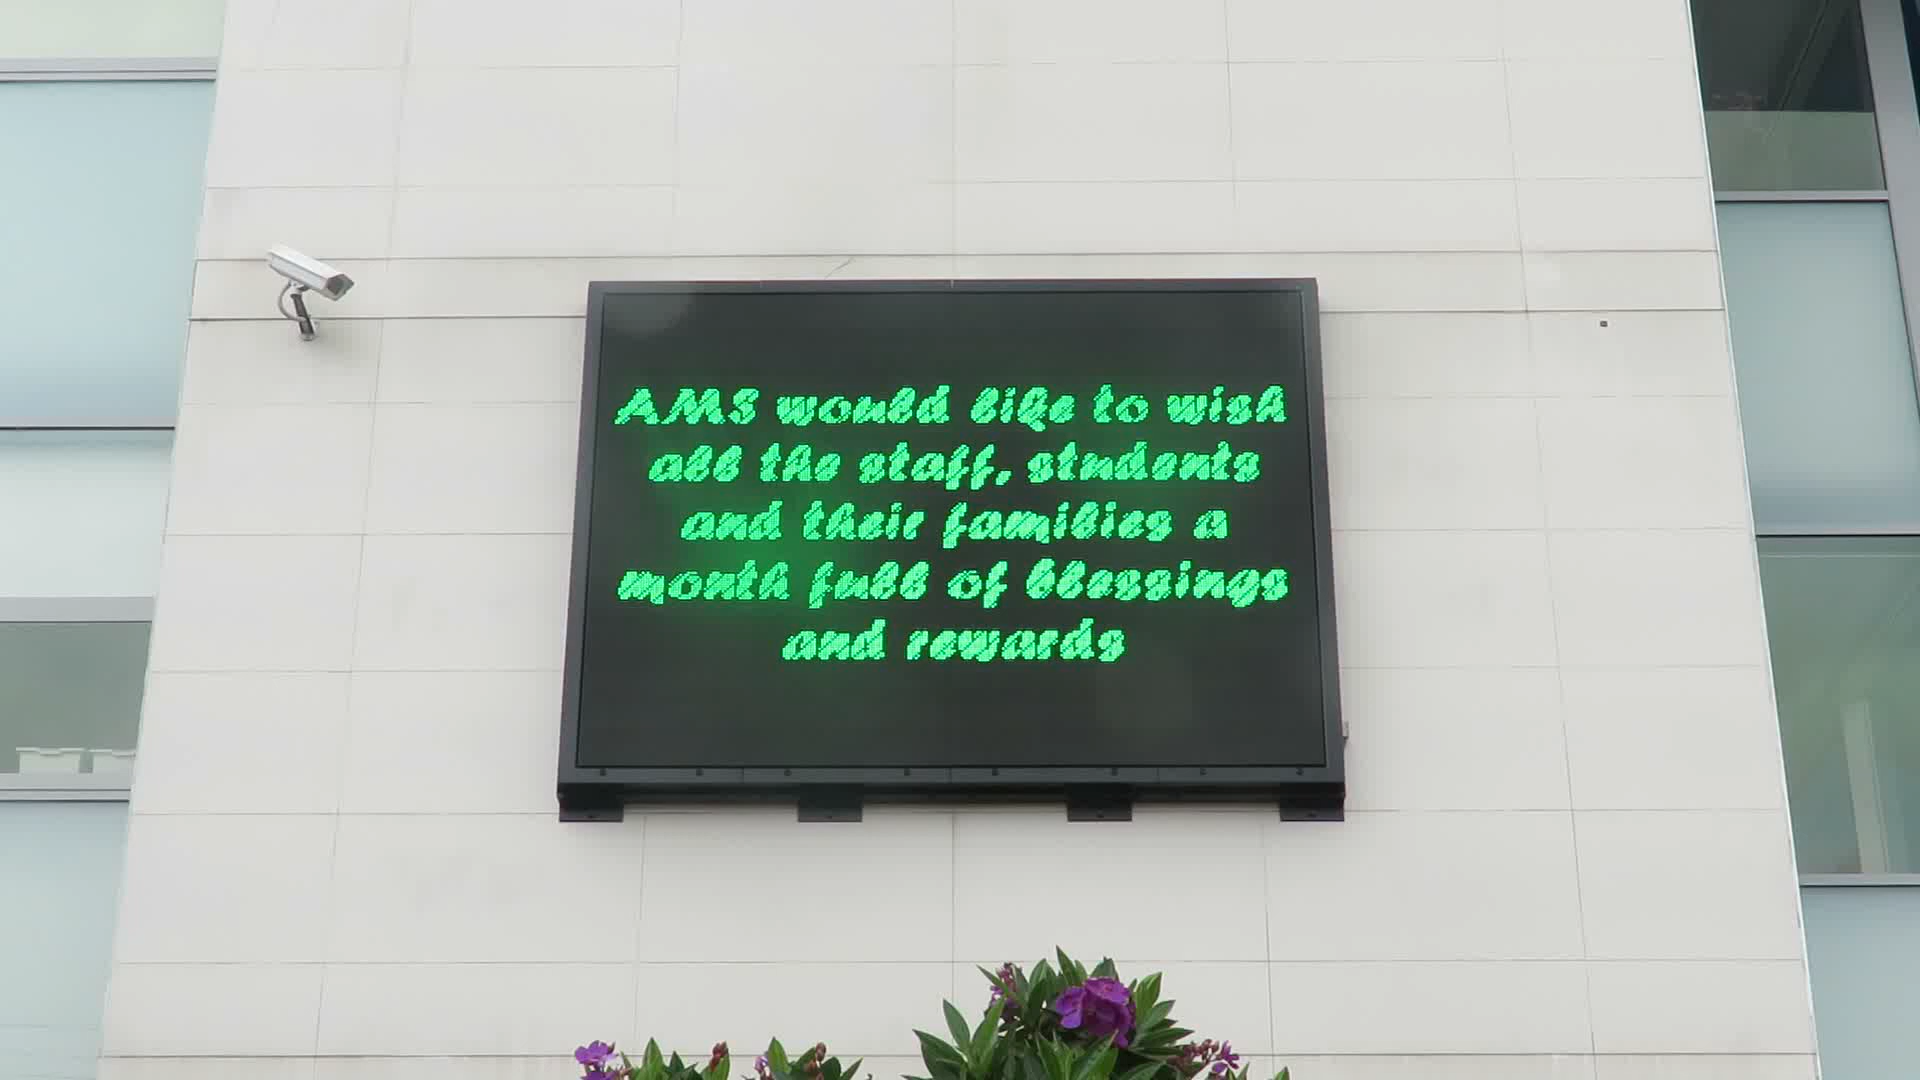 AMS would like to wish
all the staff, students
and their families a
month full of blessings
and rewards